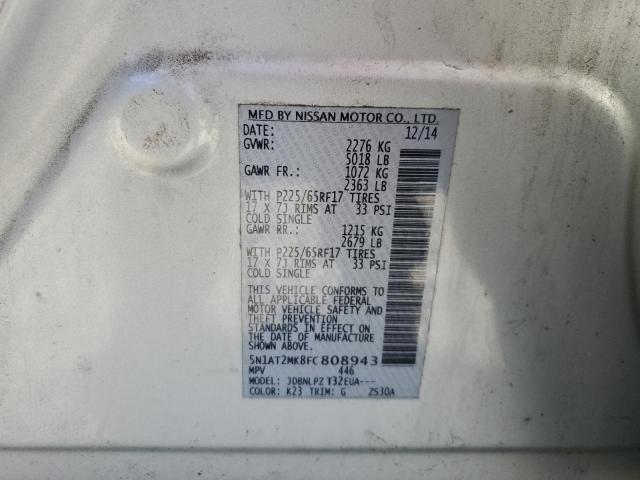 MFD BY NISSAN MOTOR CO., LTD.
DATE: 12/14
GVWR: 2276 KG
5018 LB
GAWR FR.: 1072 KG
2363 LB
WITH P225/65RF17 TIRES
17 X 7J RIMS AT 33 PSI
COLD SINGLE
GAWR RR.: 1215 KG
2679 LB
WITH P225/65RF17 TIRES
17 X 7J RIMS AT 33 PSI
COLD SINGLE
THIS VEHICLE CONFORMS TO
ALL APPLICABLE FEDERAL
MOTOR VEHICLE SAFETY AND
THEFT PREVENTION
STANDARDS IN EFFECT ON
THE DATE OF MANUFACTURE
SHOWN ABOVE.
5N1AT2MK8FC808943
MPV 446
MODEL: JDBNLPZ T32EUA---
COLOR: K23 TRIM: G ZS30A